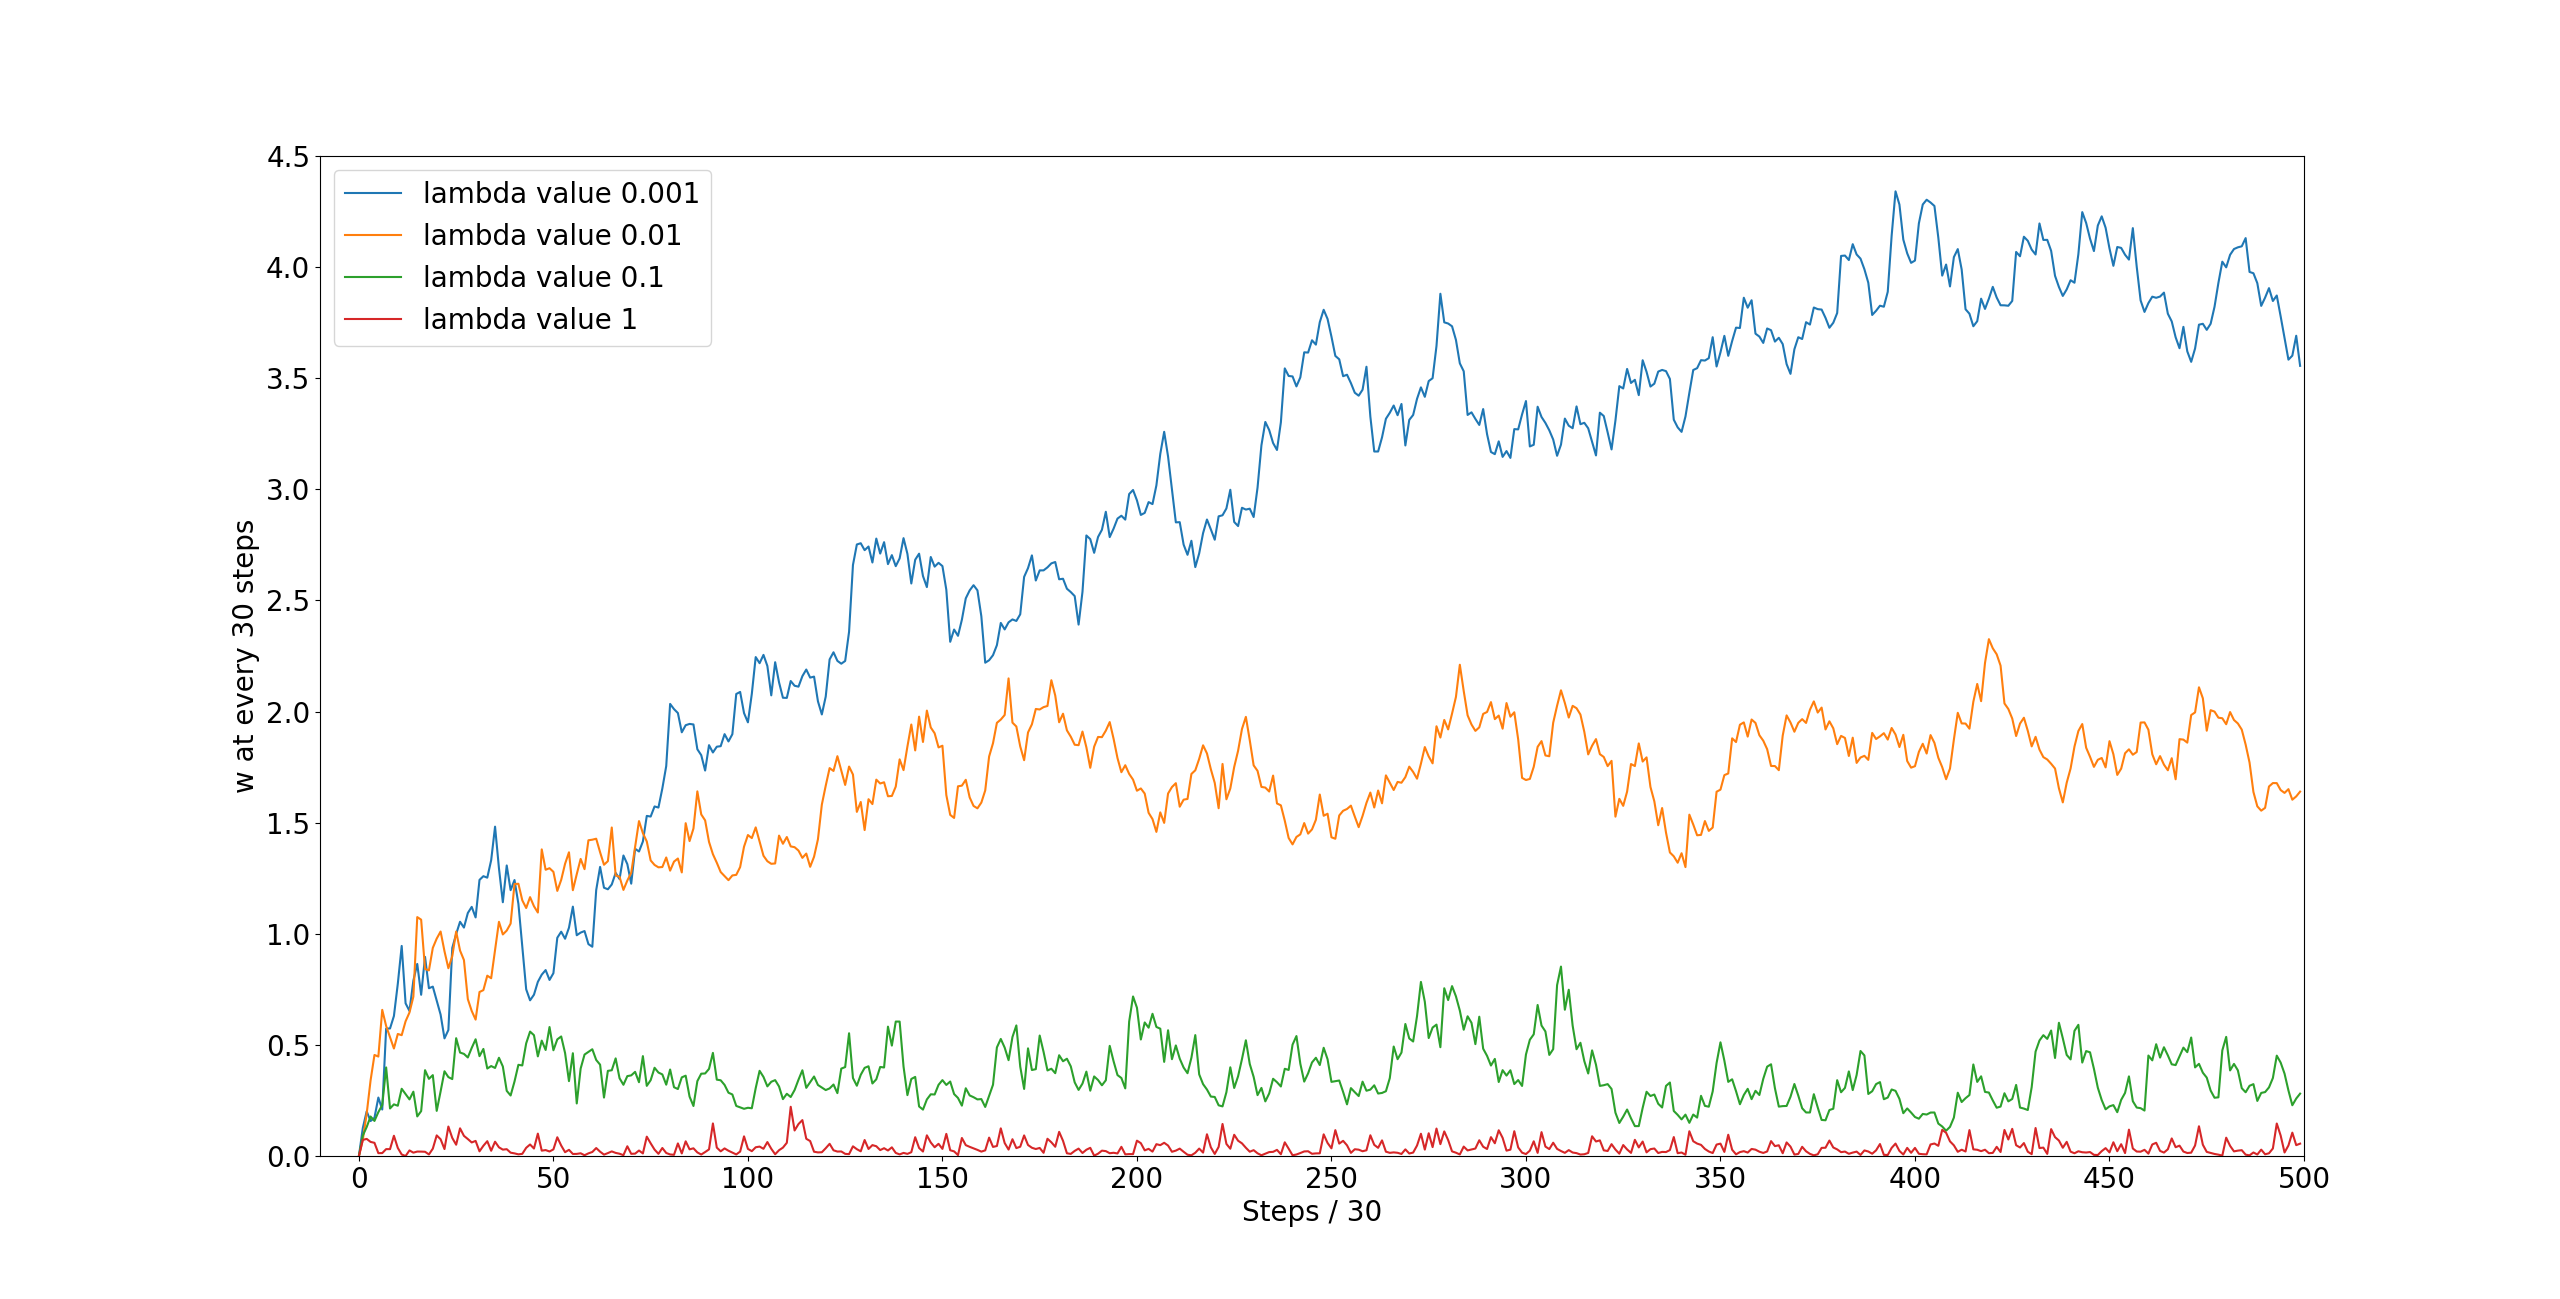 4.5
4.0
3.5
3.0
2.5
2.0
1.5
1.0
0.5
0.0
w at every 30 steps
lambda value 0.001
lambda value 0.01
lambda value 0.1
lambda value 1
0 50 100 150 200 250 300 350 400 450 500
Steps / 30